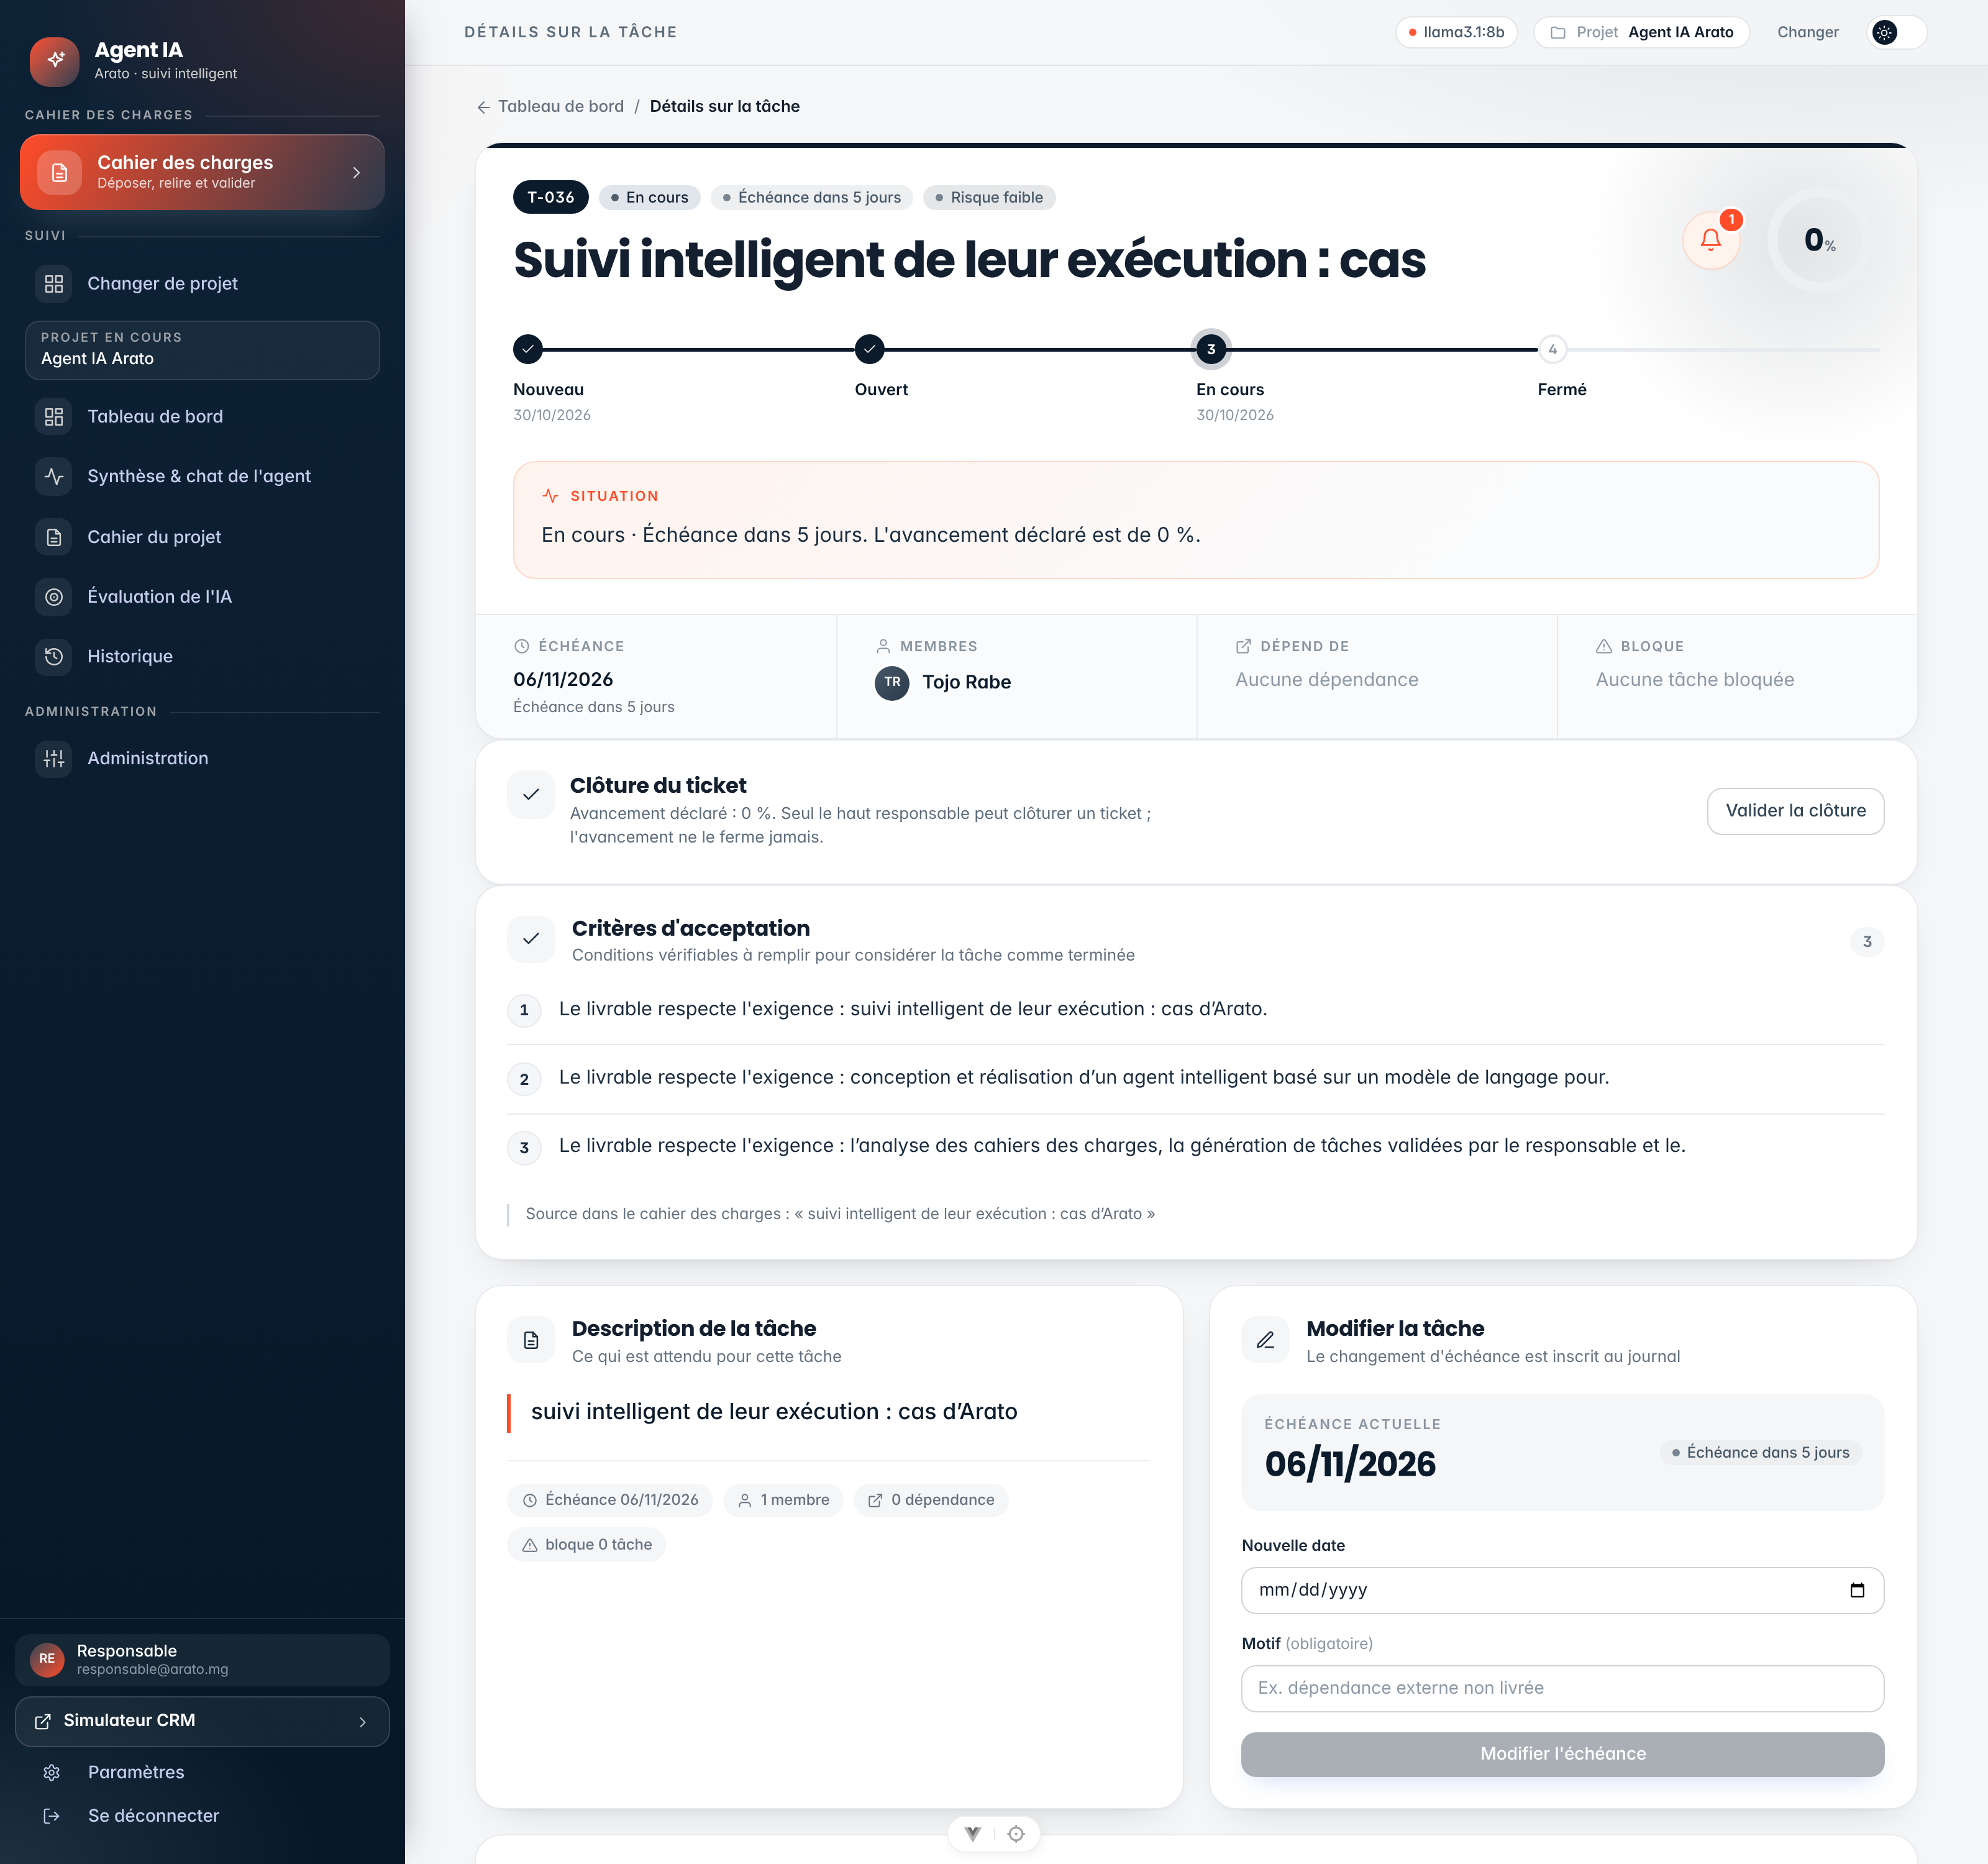 Agent IA
Arato · suivi intelligent
CAHIER DES CHARGES
Cahier des charges
Déposer, relire et valider
SUIVI
Changer de projet
PROJET EN COURS
Agent IA Arato
Tableau de bord
Synthèse & chat de l'agent
Cahier du projet
Évaluation de l'IA
Historique
ADMINISTRATION
Administration
RE
Responsable
responsable@arato.mg
Simulateur CRM
Paramètres
Se déconnecter
DÉTAILS SUR LA TÂCHE
llama3.1:8b
Projet Agent IA Arato
Changer
Tableau de bord / Détails sur la tâche
T-036
En cours
Échéance dans 5 jours
Risque faible
Suivi intelligent de leur exécution : cas
1
0%
3
4
Nouveau
30/10/2026
Ouvert
En cours
30/10/2026
Fermé
SITUATION
En cours · Échéance dans 5 jours. L'avancement déclaré est de 0 %.
ÉCHÉANCE
06/11/2026
Échéance dans 5 jours
MEMBRES
TR
Tojo Rabe
DÉPEND DE
Aucune dépendance
BLOQUE
Aucune tâche bloquée
Clôture du ticket
Avancement déclaré : 0 %. Seul le haut responsable peut clôturer un ticket ;
l'avancement ne le ferme jamais.
Valider la clôture
Critères d'acceptation
Conditions vérifiables à remplir pour considérer la tâche comme terminée
3
1
Le livrable respecte l'exigence : suivi intelligent de leur exécution : cas d’Arato.
2
Le livrable respecte l'exigence : conception et réalisation d’un agent intelligent basé sur un modèle de langage pour.
3
Le livrable respecte l'exigence : l’analyse des cahiers des charges, la génération de tâches validées par le responsable et le.
Source dans le cahier des charges : « suivi intelligent de leur exécution : cas d’Arato »
Description de la tâche
Ce qui est attendu pour cette tâche
suivi intelligent de leur exécution : cas d’Arato
Échéance 06/11/2026
1 membre
0 dépendance
bloque 0 tâche
Modifier la tâche
Le changement d'échéance est inscrit au journal
ÉCHÉANCE ACTUELLE
06/11/2026
Échéance dans 5 jours
Nouvelle date
mm/dd/yyyy
Motif (obligatoire)
Ex. dépendance externe non livrée
Modifier l'échéance